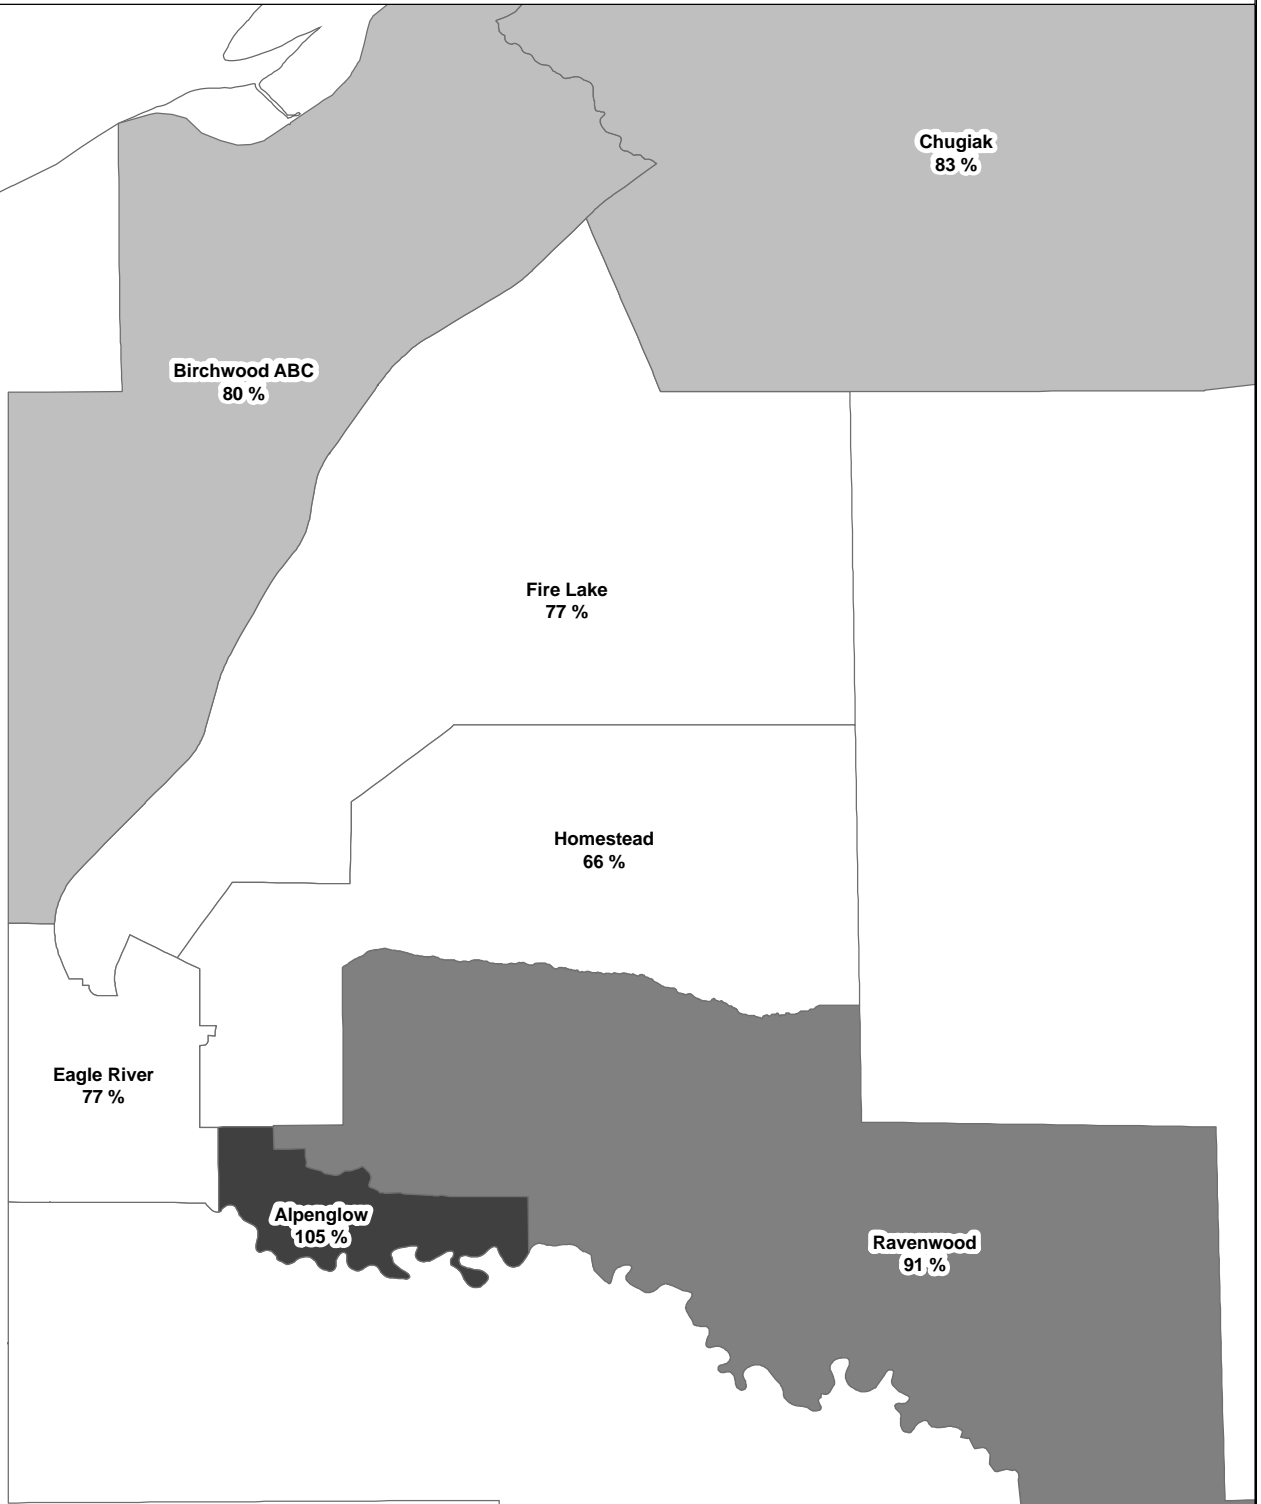 Chugiak
83 %
Birchwood ABC
80 %
Fire Lake
77 %
Homestead
66 %
Eagle River
77 %
Alpenglow
105 %
Ravenwood
91 %